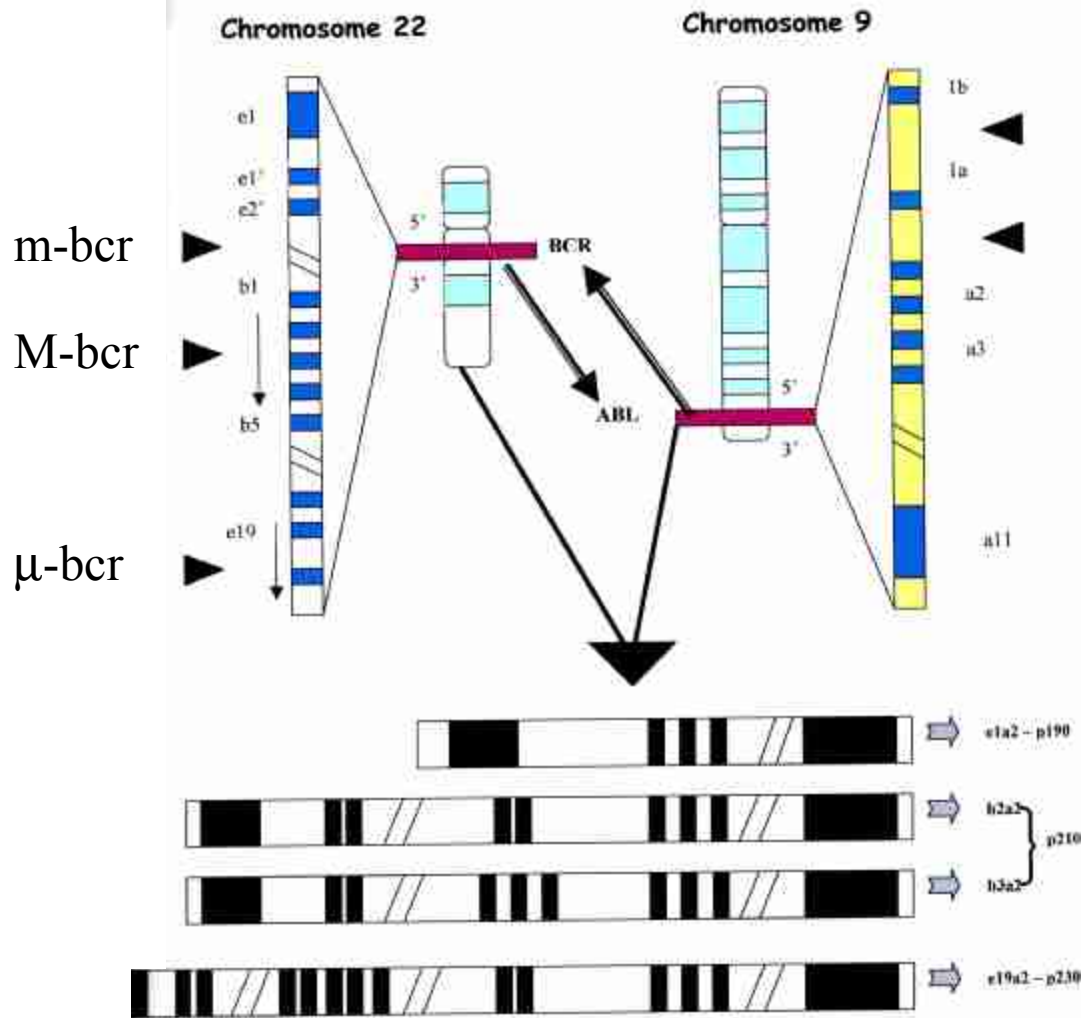 Chromosome 22
Chromosome 9
e1
e1'
e2'
m-bcr
b1
M-bcr
b5
e19
μ-bcr
5'
3'
BCR
ABL
5'
3'
1b
1a
a2
a3
a11
e1a2 – p190
b2a2
p210
b3a2
e19a2 – p230